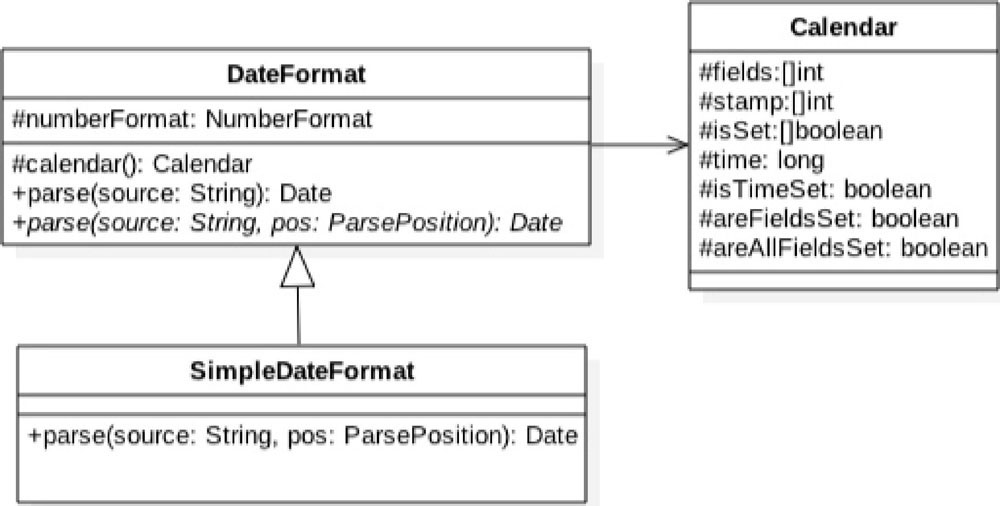 DateFormat
#numberFormat: NumberFormat
#calendar(): Calendar
+parse(source: String): Date
+parse(source: String, pos: ParsePosition): Date
Calendar
#fields:[]int
#stamp:[]int
#isSet:[]boolean
#time: long
#isTimeSet: boolean
#areFieldsSet: boolean
#areAllFieldsSet: boolean
SimpleDateFormat
+parse(source: String, pos: ParsePosition): Date